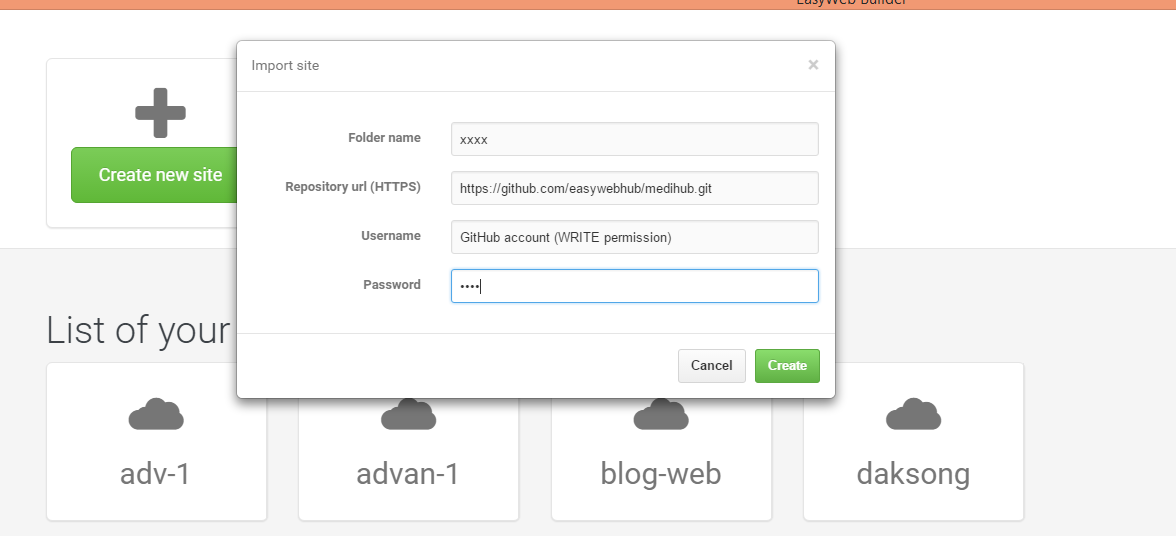 EasyWeb Builder
Import site
×
Folder name
xxxx
Repository url (HTTPS)
https://github.com/easywebhub/medihub.git
Username
GitHub account (WRITE permission)
Password
••••
Cancel
Create
Create new site
List of your
adv-1
advan-1
blog-web
daksong